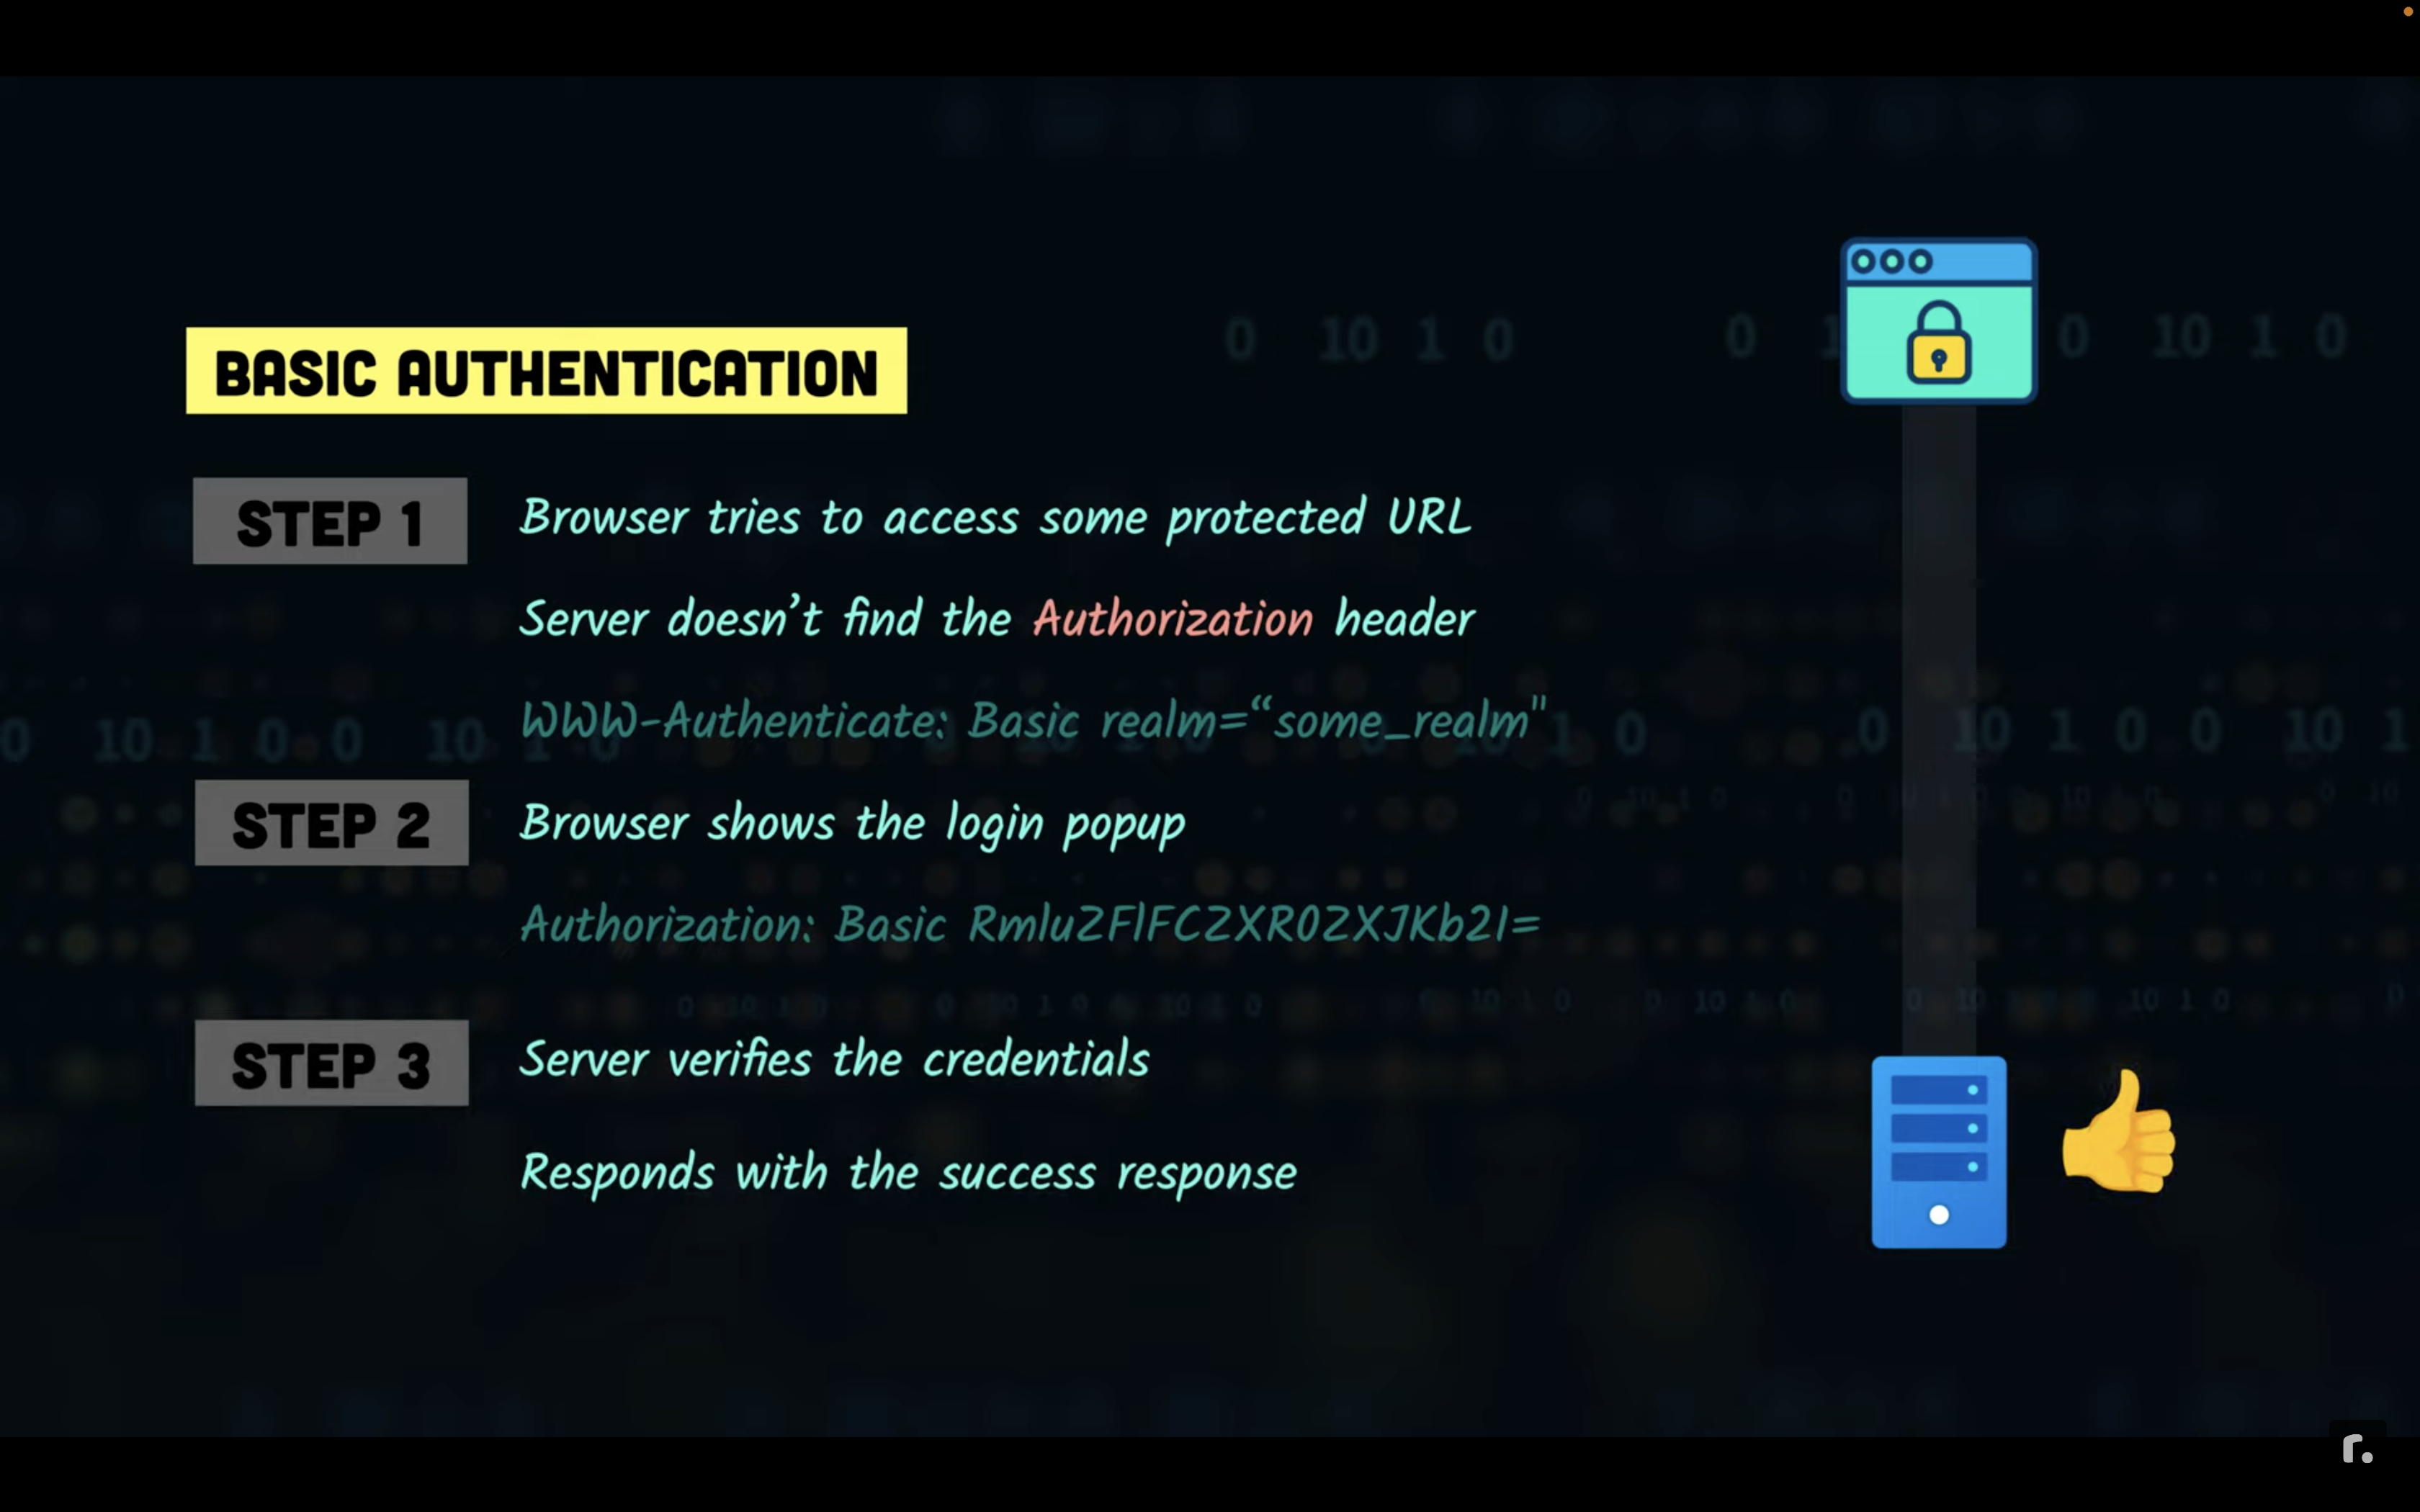 BASIC AUTHENTICATION
STEP 1
Browser tries to access some protected URL
Server doesn't find the Authorization header
WWW-Authenticate: Basic realm=“some_realm"
STEP 2
Browser shows the login popup
Authorization: Basic RmluZFlFCZXR0ZXJKb2I=
STEP 3
Server verifies the credentials
Responds with the success response
r.